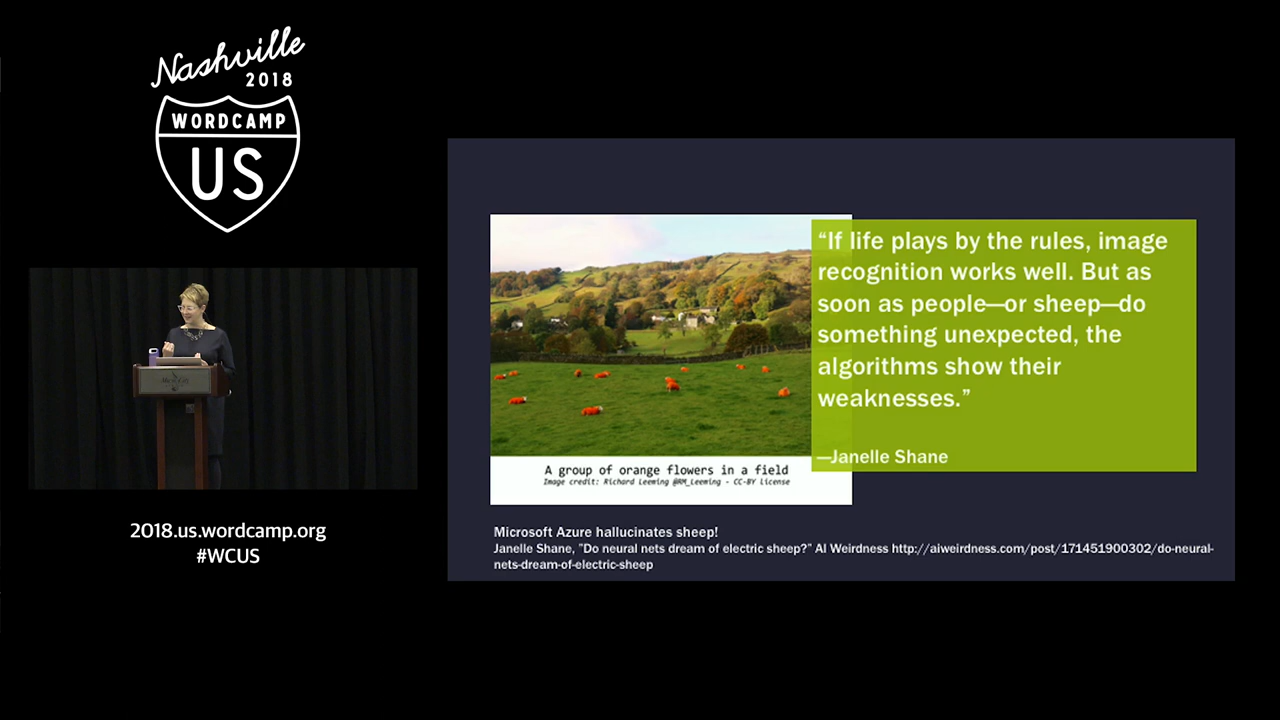 Nashville
2018
WORDCAMP
US
2018.us.wordcamp.org
#WCUS
“If life plays by the rules, image
recognition works well. But as
soon as people—or sheep—do
something unexpected, the
algorithms show their
weaknesses.”
—Janelle Shane
A group of orange flowers in a field
Image credit: Richard Leeming @RM_Leeming - CC-BY License
Microsoft Azure hallucinates sheep!
Janelle Shane, "Do neural nets dream of electric sheep?" AI Weirdness http://aiweirdness.com/post/171451900302/do-neural-
nets-dream-of-electric-sheep